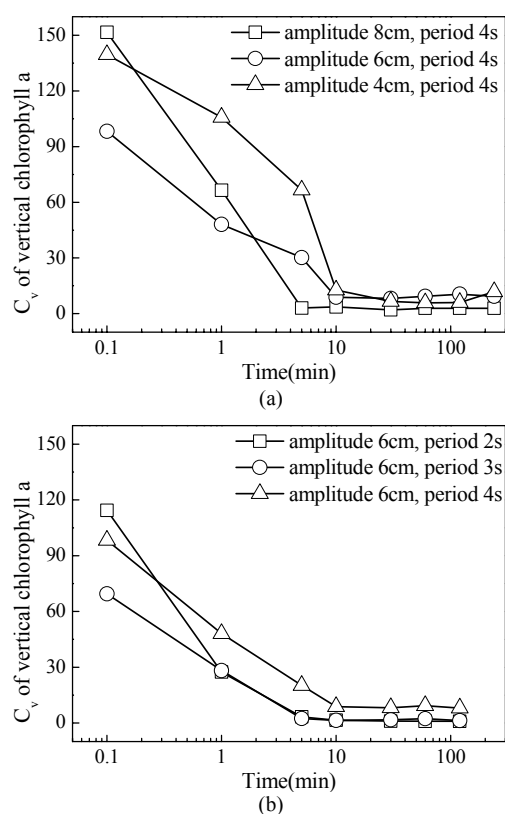 150
120
90
60
30
0
C_v of vertical chlorophyll a
amplitude 8cm, period 4s
amplitude 6cm, period 4s
amplitude 4cm, period 4s
0.1 1 10 100
Time(min)
(a)
150
120
90
60
30
0
C_v of vertical chlorophyll a
amplitude 6cm, period 2s
amplitude 6cm, period 3s
amplitude 6cm, period 4s
0.1 1 10 100
Time(min)
(b)